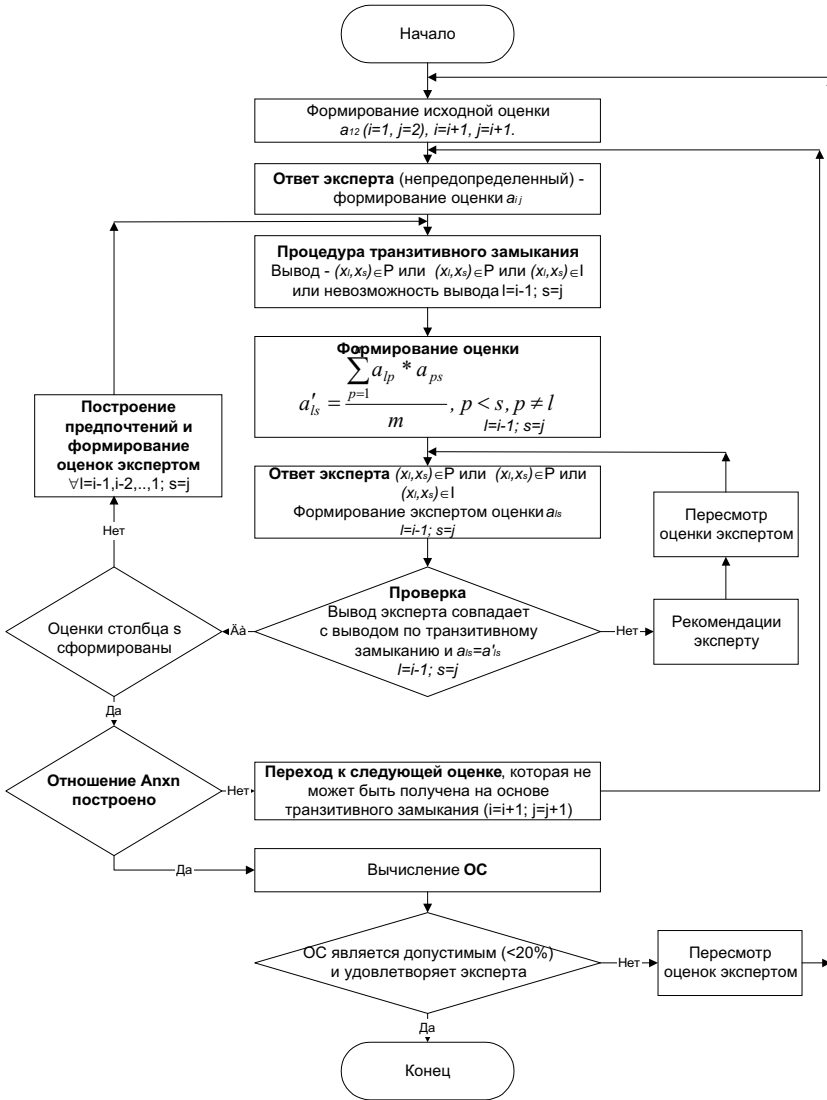 Начало
Формирование исходной оценки
a₁₂ (i=1, j=2), i=i+1, j=i+1.
Ответ эксперта (непредопределенный) -
формирование оценки aᵢⱼ
Процедура транзитивного замыкания
Вывод - (xₗ,xₛ)∈P или (xₗ,xₛ)∈P или (xₗ,xₛ)∈I
или невозможность вывода l=i-1; s=j
Формирование оценки
a'ₗₛ = ∑ₚ₌₁ aₗₚ * aₚₛ / m , p < s, p ≠ l
l=i-1; s=j
Построение
предпочтений и
формирование
оценок экспертом
∀l=i-1,i-2,..,1; s=j
Ответ эксперта (xₗ,xₛ)∈P или (xₗ,xₛ)∈P или
(xₗ,xₛ)∈I
Формирование экспертом оценки aₗₛ
l=i-1; s=j
Пересмотр
оценки экспертом
Нет
Проверка
Вывод эксперта совпадает
с выводом по транзитивному
замыканию и aₗₛ=a'ₗₛ
l=i-1; s=j
Оценки столбца s
сформированы
Äà
Нет
Рекомендации
эксперту
Да
Отношение Anxn
построено
Нет
Переход к следующей оценке, которая не
может быть получена на основе
транзитивного замыкания (i=i+1; j=j+1)
Да
Вычисление ОС
ОС является допустимым (<20%)
и удовлетворяет эксперта
Нет
Пересмотр
оценок экспертом
Да
Конец